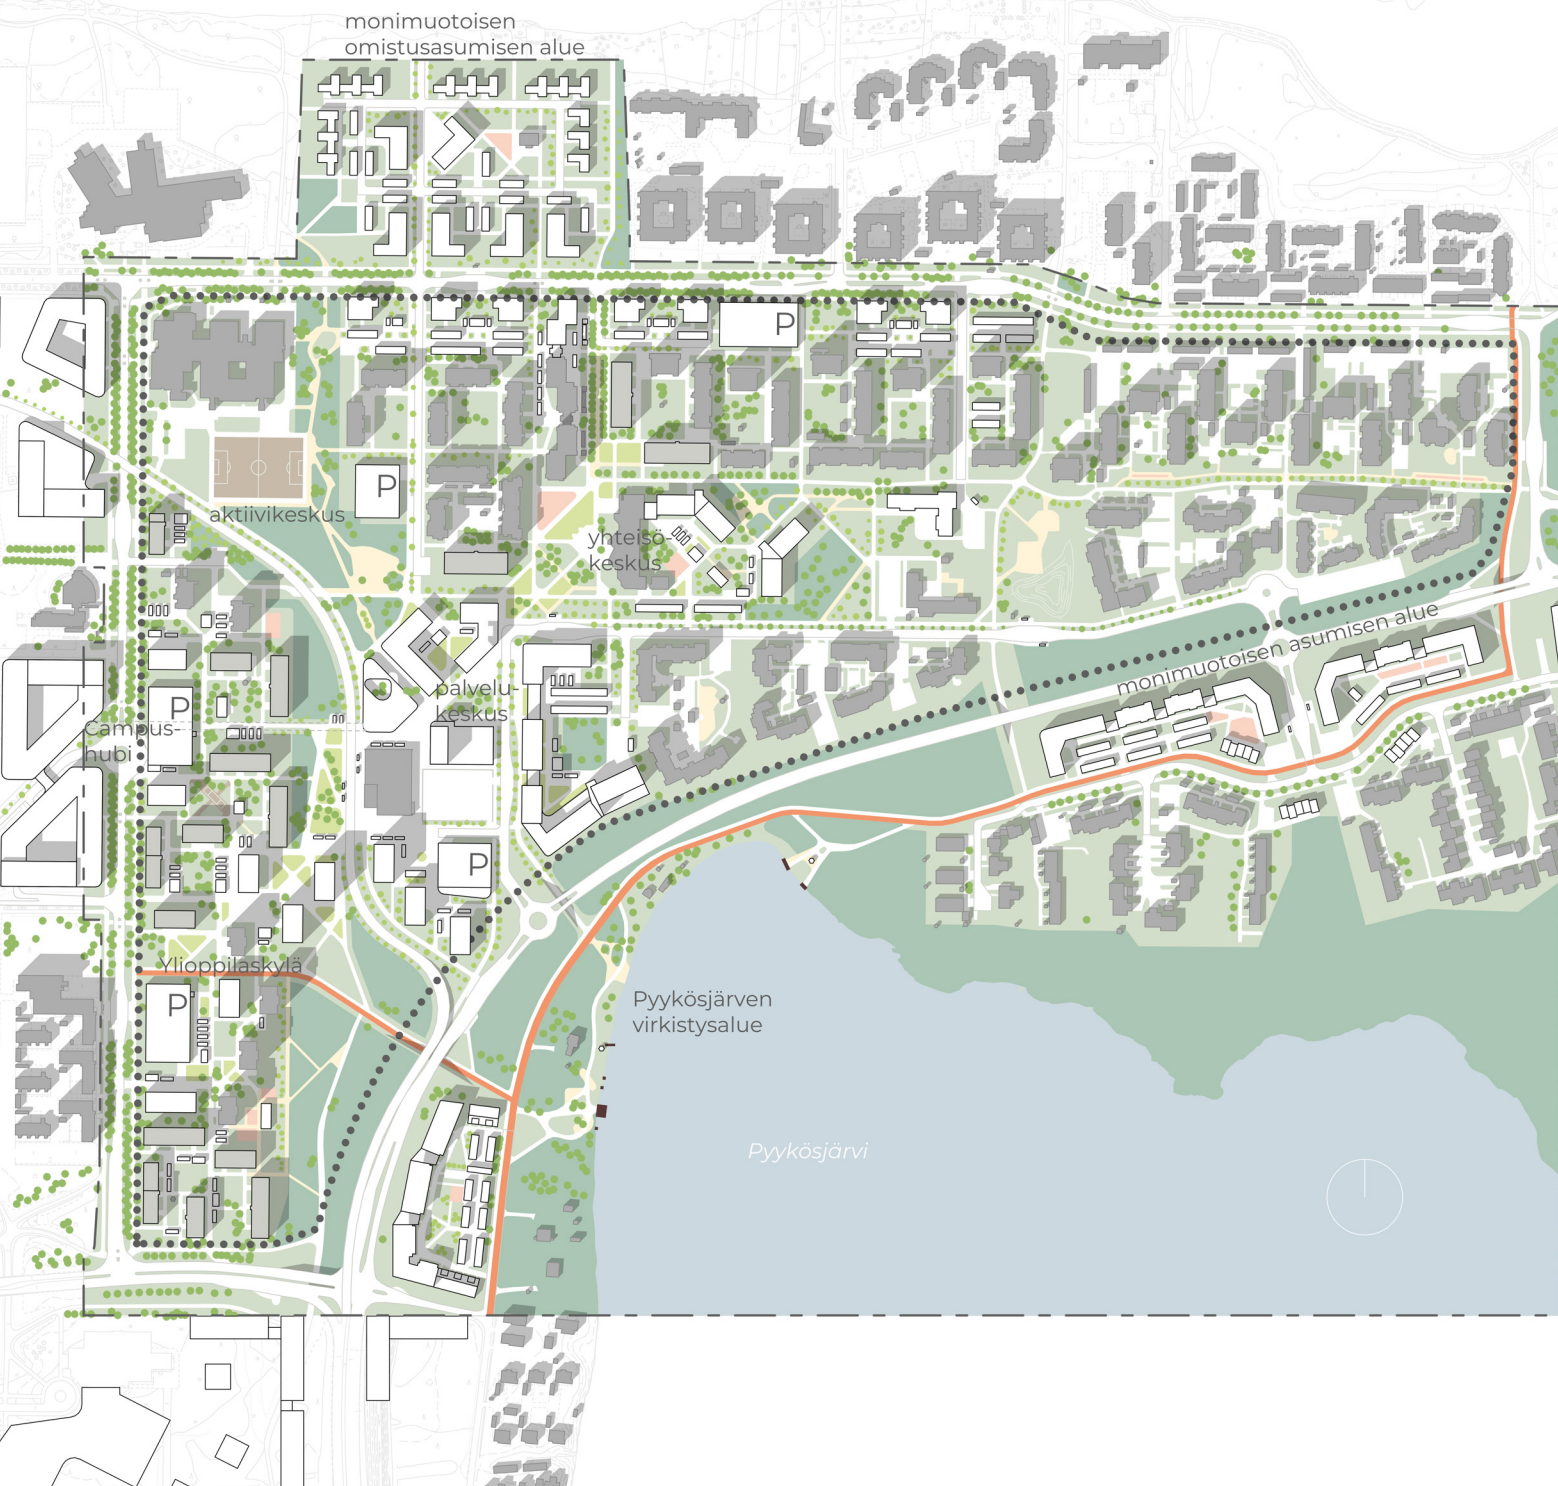 monimuotoisen
omistusasumisen alue
P
P
aktiivikeskus
yhteisö-
keskus
monimuotoisen asumisen alue
palvelu-
keskus
P
Campus-
hubi
P
Ylioppilaskylä
P
Pyykösjärven
virkistysalue
Pyykösjärvi